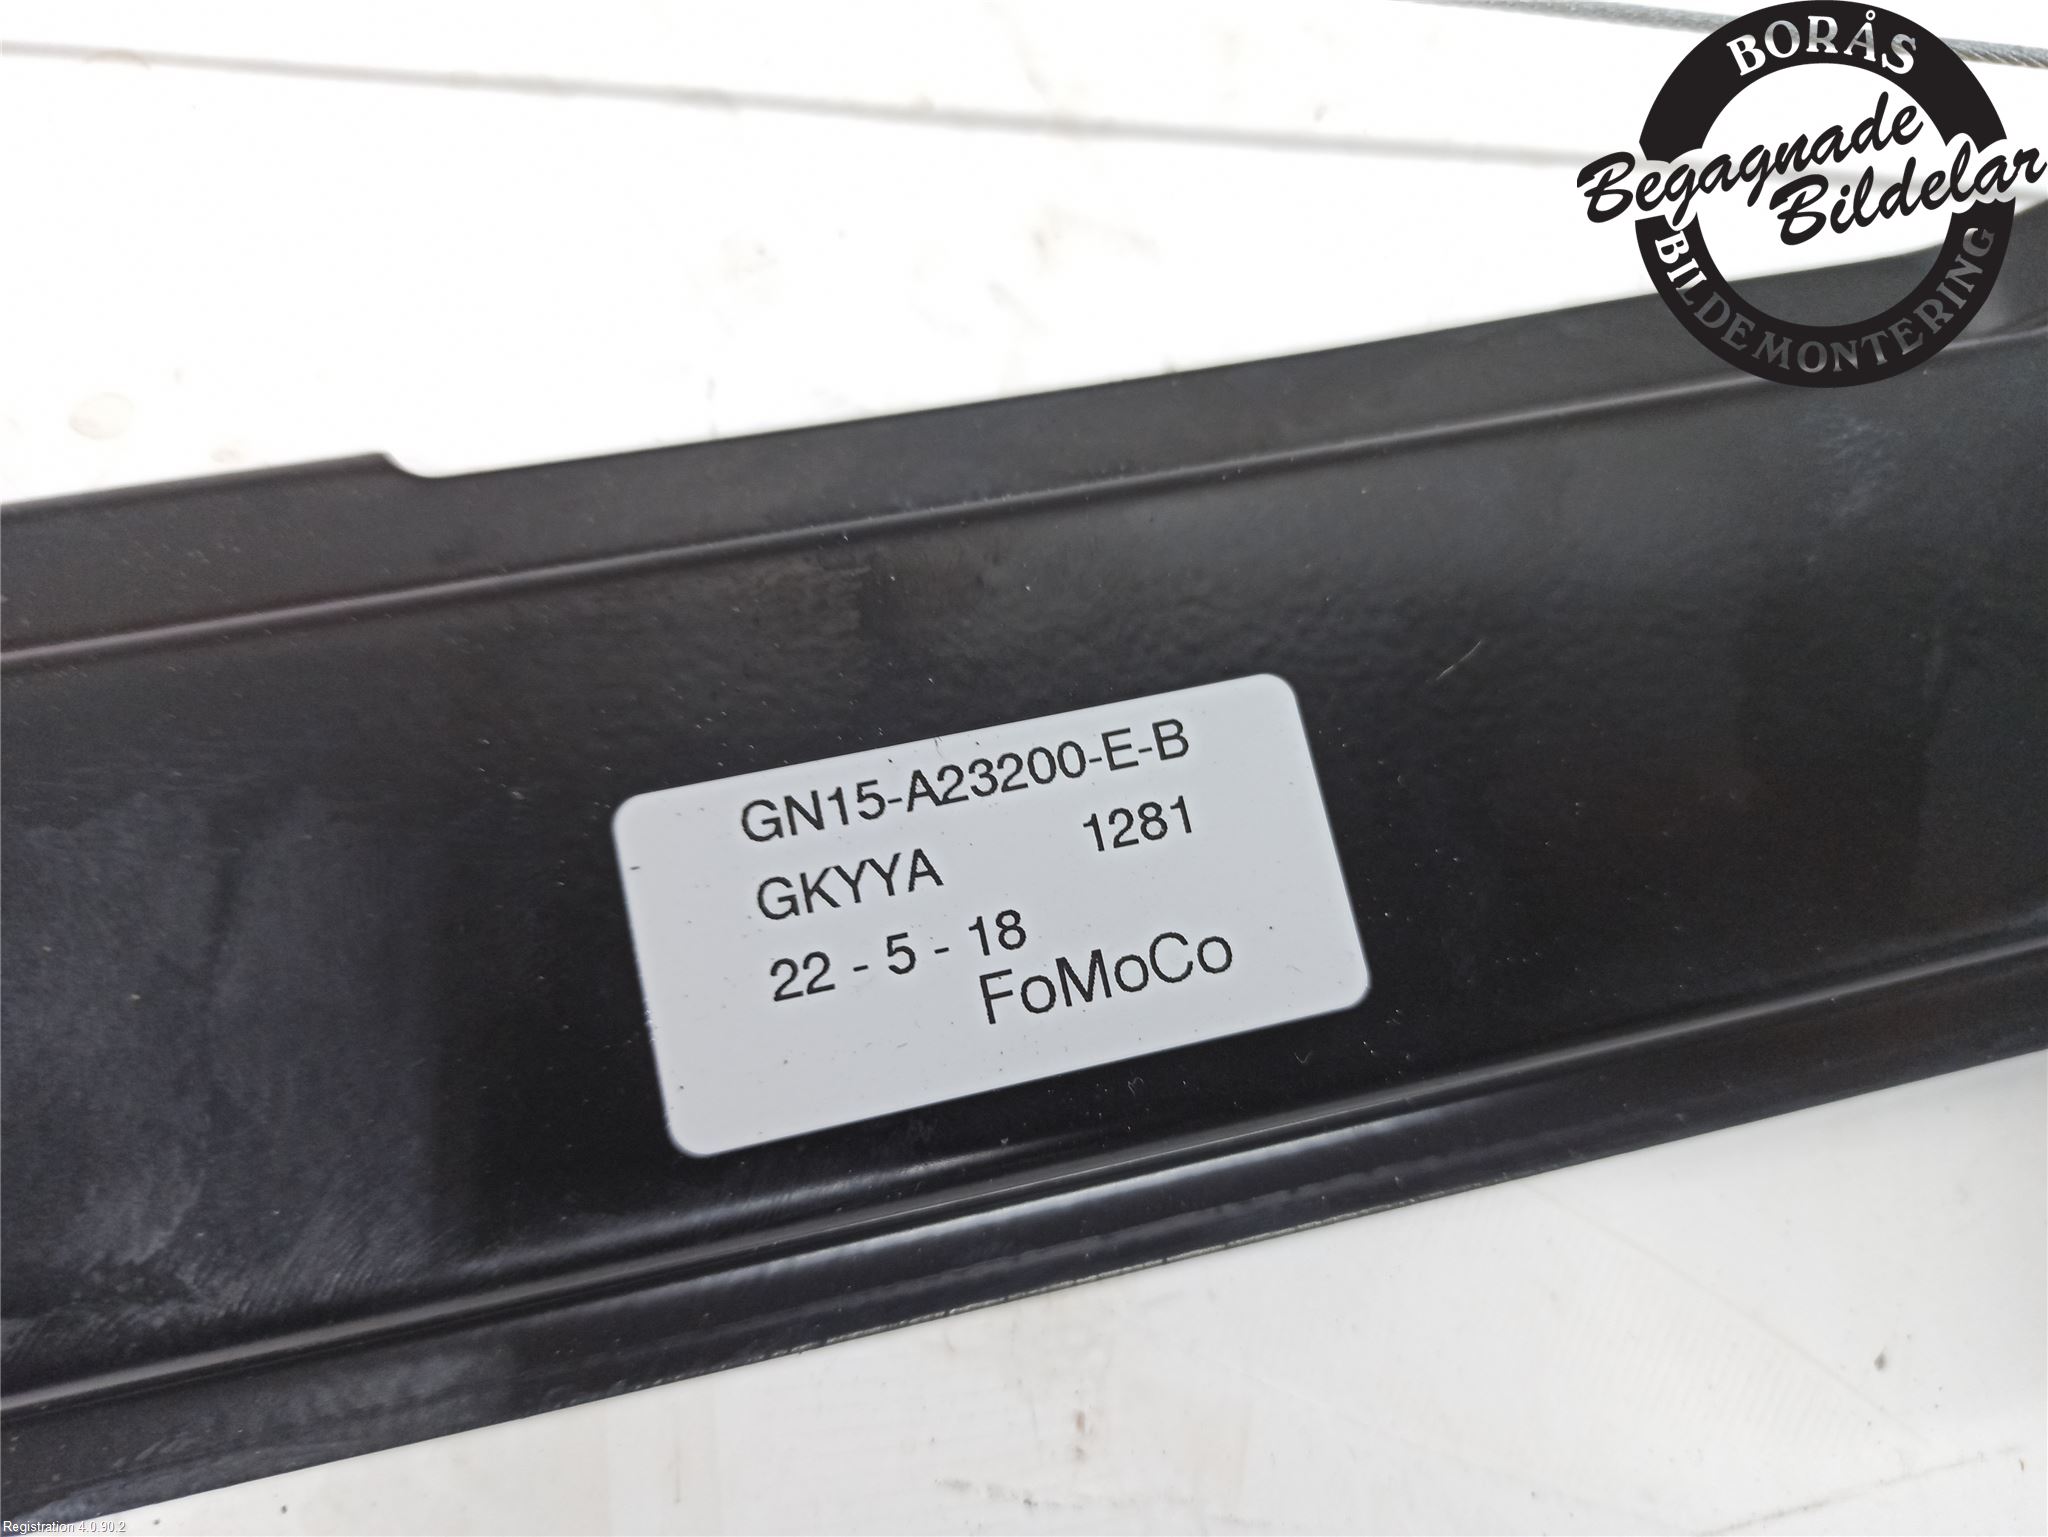 BORÅS
Begagnade
Bildelar
BILDEMONTERING
GN15-A23200-E-B
GKYYA 1281
22 - 5 - 18
FoMoCo
Registration 4.0.90.2